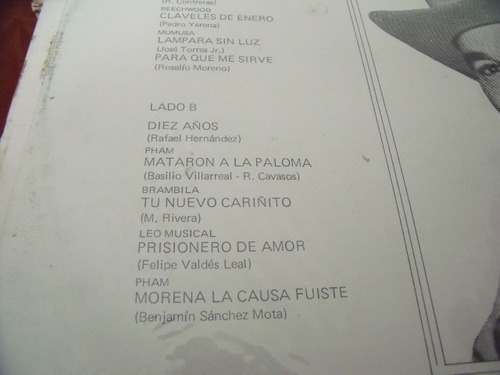 (R. Contreras)
BEECHWOOD
CLAVELES DE ENERO
(Pedro Yerena)
MUMUSA
LAMPARA SIN LUZ
(José Torres Jr.)
PARA QUE ME SIRVE
(Rosalfo Moreno)
LADO B
DIEZ AÑOS
(Rafael Hernández)
PHAM
MATARON A LA PALOMA
(Basilio Villarreal - R, Cavasos)
BRAMBILA
TU NUEVO CARIÑITO
(M. Rivera)
LEO MUSICAL
PRISIONERO DE AMOR
(Felipe Valdés Leal)
PHAM
MORENA LA CAUSA FUISTE
(Benjamín Sánchez Mota)